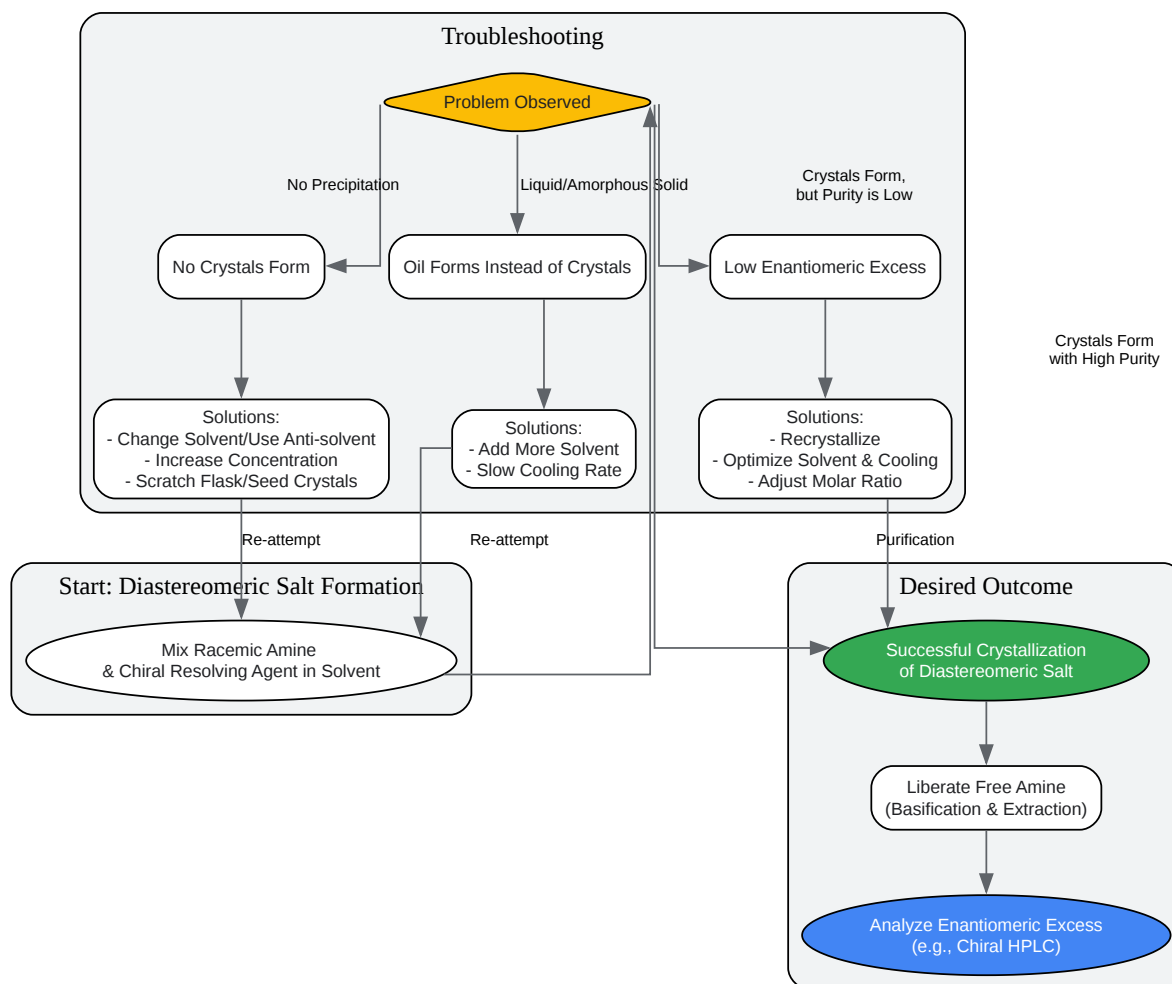 Troubleshooting
Problem Observed
No Precipitation
Liquid/Amorphous Solid
Crystals Form,
but Purity is Low
No Crystals Form
Oil Forms Instead of Crystals
Low Enantiomeric Excess
Crystals Form
with High Purity
Solutions:
- Change Solvent/Use Anti-solvent
- Increase Concentration
- Scratch Flask/Seed Crystals
Solutions:
- Add More Solvent
- Slow Cooling Rate
Solutions:
- Recrystallize
- Optimize Solvent & Cooling
- Adjust Molar Ratio
Re-attempt
Re-attempt
Purification
Start: Diastereomeric Salt Formation
Mix Racemic Amine
& Chiral Resolving Agent in Solvent
Desired Outcome
Successful Crystallization
of Diastereomeric Salt
Liberate Free Amine
(Basification & Extraction)
Analyze Enantiomeric Excess
(e.g., Chiral HPLC)